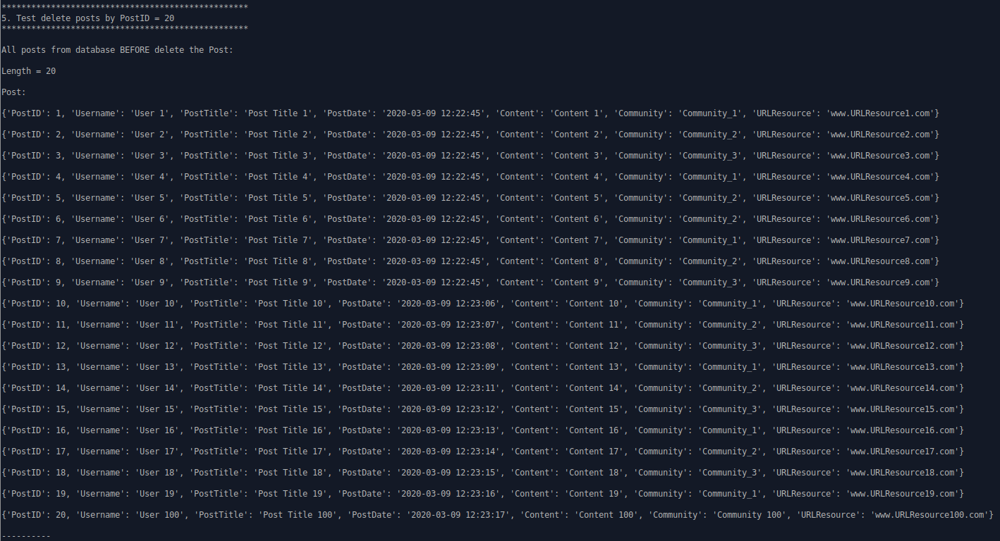 **************************************************
5. Test delete posts by PostID = 20
**************************************************
All posts from database BEFORE delete the Post:
Length = 20
Post:
{'PostID': 1, 'Username': 'User 1', 'PostTitle': 'Post Title 1', 'PostDate': '2020-03-09 12:22:45', 'Content': 'Content 1', 'Community': 'Community_1', 'URLResource': 'www.URLResource1.com'}
{'PostID': 2, 'Username': 'User 2', 'PostTitle': 'Post Title 2', 'PostDate': '2020-03-09 12:22:45', 'Content': 'Content 2', 'Community': 'Community_2', 'URLResource': 'www.URLResource2.com'}
{'PostID': 3, 'Username': 'User 3', 'PostTitle': 'Post Title 3', 'PostDate': '2020-03-09 12:22:45', 'Content': 'Content 3', 'Community': 'Community_3', 'URLResource': 'www.URLResource3.com'}
{'PostID': 4, 'Username': 'User 4', 'PostTitle': 'Post Title 4', 'PostDate': '2020-03-09 12:22:45', 'Content': 'Content 4', 'Community': 'Community_1', 'URLResource': 'www.URLResource4.com'}
{'PostID': 5, 'Username': 'User 5', 'PostTitle': 'Post Title 5', 'PostDate': '2020-03-09 12:22:45', 'Content': 'Content 5', 'Community': 'Community_2', 'URLResource': 'www.URLResource5.com'}
{'PostID': 6, 'Username': 'User 6', 'PostTitle': 'Post Title 6', 'PostDate': '2020-03-09 12:22:45', 'Content': 'Content 6', 'Community': 'Community_2', 'URLResource': 'www.URLResource6.com'}
{'PostID': 7, 'Username': 'User 7', 'PostTitle': 'Post Title 7', 'PostDate': '2020-03-09 12:22:45', 'Content': 'Content 7', 'Community': 'Community_1', 'URLResource': 'www.URLResource7.com'}
{'PostID': 8, 'Username': 'User 8', 'PostTitle': 'Post Title 8', 'PostDate': '2020-03-09 12:22:45', 'Content': 'Content 8', 'Community': 'Community_2', 'URLResource': 'www.URLResource8.com'}
{'PostID': 9, 'Username': 'User 9', 'PostTitle': 'Post Title 9', 'PostDate': '2020-03-09 12:22:45', 'Content': 'Content 9', 'Community': 'Community_3', 'URLResource': 'www.URLResource9.com'}
{'PostID': 10, 'Username': 'User 10', 'PostTitle': 'Post Title 10', 'PostDate': '2020-03-09 12:23:06', 'Content': 'Content 10', 'Community': 'Community_1', 'URLResource': 'www.URLResource10.com'}
{'PostID': 11, 'Username': 'User 11', 'PostTitle': 'Post Title 11', 'PostDate': '2020-03-09 12:23:07', 'Content': 'Content 11', 'Community': 'Community_2', 'URLResource': 'www.URLResource11.com'}
{'PostID': 12, 'Username': 'User 12', 'PostTitle': 'Post Title 12', 'PostDate': '2020-03-09 12:23:08', 'Content': 'Content 12', 'Community': 'Community_3', 'URLResource': 'www.URLResource12.com'}
{'PostID': 13, 'Username': 'User 13', 'PostTitle': 'Post Title 13', 'PostDate': '2020-03-09 12:23:09', 'Content': 'Content 13', 'Community': 'Community_1', 'URLResource': 'www.URLResource13.com'}
{'PostID': 14, 'Username': 'User 14', 'PostTitle': 'Post Title 14', 'PostDate': '2020-03-09 12:23:11', 'Content': 'Content 14', 'Community': 'Community_2', 'URLResource': 'www.URLResource14.com'}
{'PostID': 15, 'Username': 'User 15', 'PostTitle': 'Post Title 15', 'PostDate': '2020-03-09 12:23:12', 'Content': 'Content 15', 'Community': 'Community_3', 'URLResource': 'www.URLResource15.com'}
{'PostID': 16, 'Username': 'User 16', 'PostTitle': 'Post Title 16', 'PostDate': '2020-03-09 12:23:13', 'Content': 'Content 16', 'Community': 'Community_1', 'URLResource': 'www.URLResource16.com'}
{'PostID': 17, 'Username': 'User 17', 'PostTitle': 'Post Title 17', 'PostDate': '2020-03-09 12:23:14', 'Content': 'Content 17', 'Community': 'Community_2', 'URLResource': 'www.URLResource17.com'}
{'PostID': 18, 'Username': 'User 18', 'PostTitle': 'Post Title 18', 'PostDate': '2020-03-09 12:23:15', 'Content': 'Content 18', 'Community': 'Community_3', 'URLResource': 'www.URLResource18.com'}
{'PostID': 19, 'Username': 'User 19', 'PostTitle': 'Post Title 19', 'PostDate': '2020-03-09 12:23:16', 'Content': 'Content 19', 'Community': 'Community_1', 'URLResource': 'www.URLResource19.com'}
{'PostID': 20, 'Username': 'User 100', 'PostTitle': 'Post Title 100', 'PostDate': '2020-03-09 12:23:17', 'Content': 'Content 100', 'Community': 'Community 100', 'URLResource': 'www.URLResource100.com'}
----------